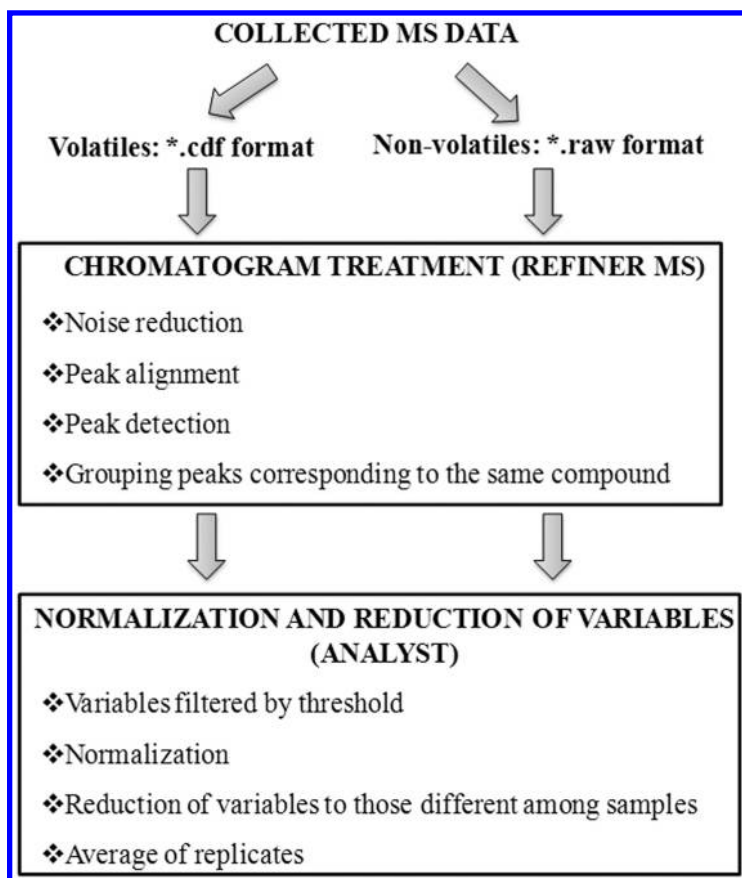 COLLECTED MS DATA
Volatiles: *.cdf format
Non-volatiles: *.raw format
CHROMATOGRAM TREATMENT (REFINER MS)
❖Noise reduction
❖Peak alignment
❖Peak detection
❖Grouping peaks corresponding to the same compound
NORMALIZATION AND REDUCTION OF VARIABLES
(ANALYST)
❖Variables filtered by threshold
❖Normalization
❖Reduction of variables to those different among samples
❖Average of replicates